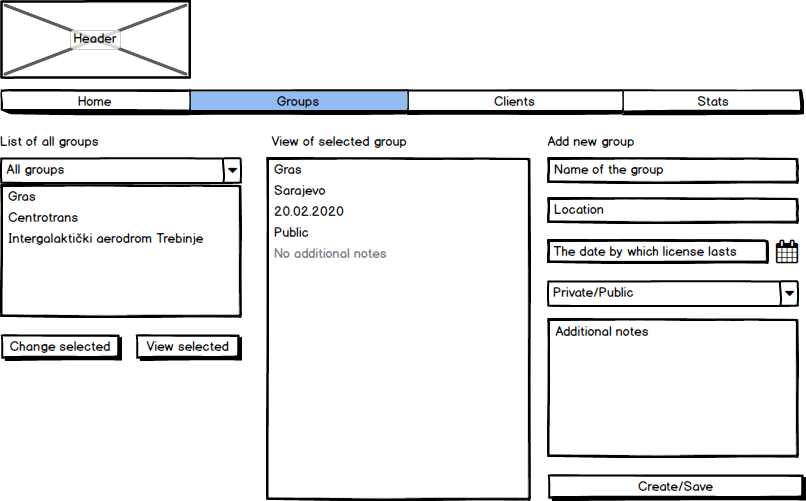 Header
Home
Groups
Clients
Stats
List of all groups
All groups
Gras
Centrotrans
Intergalaktički aerodrom Trebinje
Change selected
View selected
View of selected group
Gras
Sarajevo
20.02.2020
Public
No additional notes
Add new group
Name of the group
Location
The date by which license lasts
Private/Public
Additional notes
Create/Save